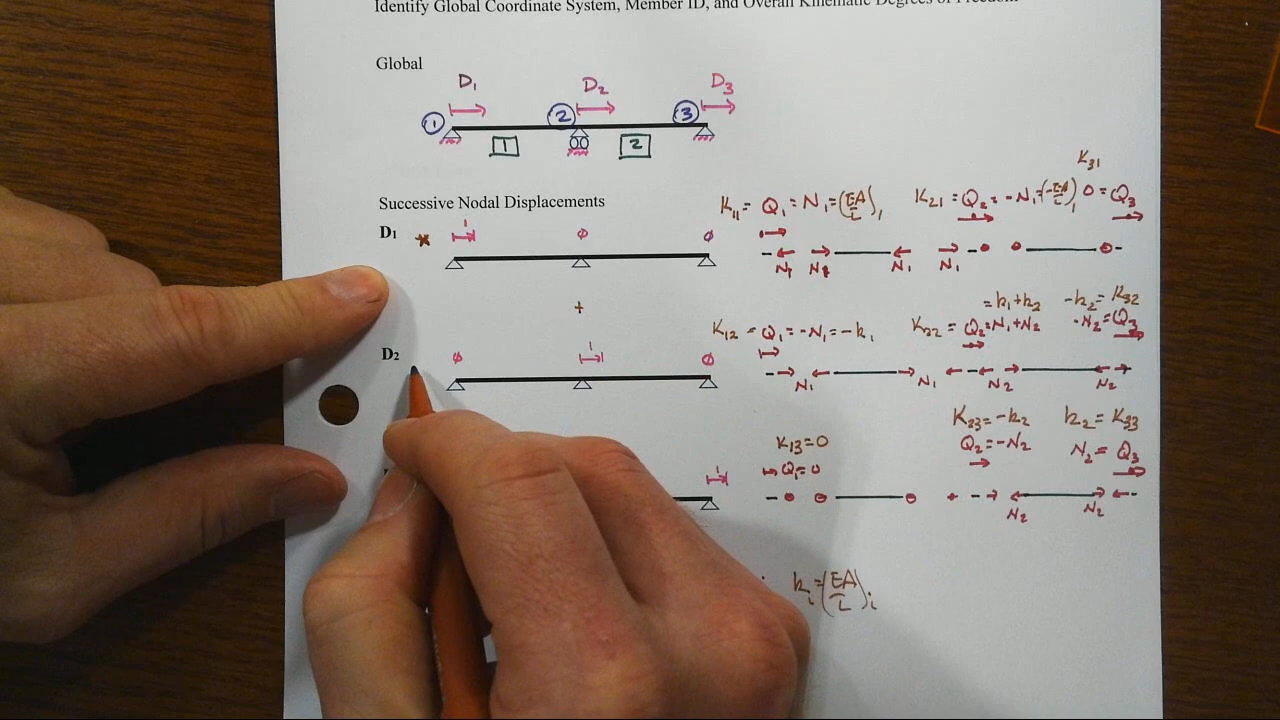 Identify Global Coordinate System, Member ID, and Overall Kinematic Degrees of Freedom
Global
D₁ D₂ D₃
1 2 3
1 2
K₃₁
Successive Nodal Displacements
K₁₁ = Q₁ = N₁ = (EA/L)₁ K₂₁ = Q₂ = -N₁ = (-EA/L)₁ 0 = Q₃
D₁ * 1 ∅ ∅
N₁ N₁ N₁ N₁
+
= k₁ + k₂ -k₂ = K₃₂
K₁₂ = Q₁ = -N₁ = -k₁ K₂₂ = Q₂ = N₁ + N₂ -N₂ = Q₃
D₂ ∅ 1 ∅
N₁ N₁ N₂ N₂
K₂₃ = -k₂ k₂ = K₃₃
K₁₃ = 0 Q₂ = -N₂ N₂ = Q₃
Q₁ = 0
1
N₂ N₂
kᵢ = (EA/L)ᵢ